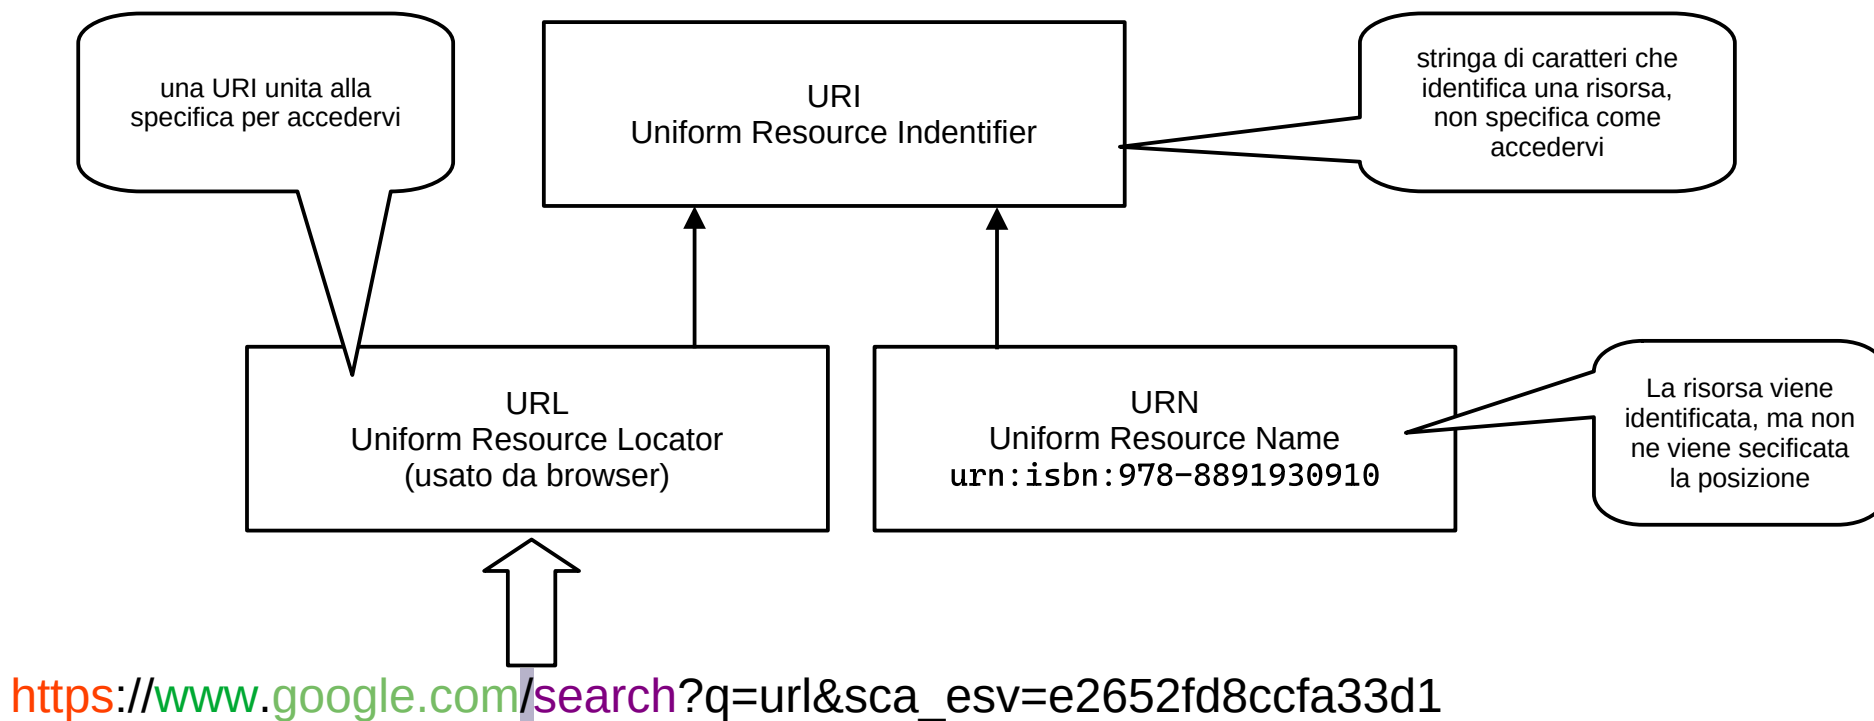 una URI unita alla
specifica per accedervi
URI
Uniform Resource Indentifier
stringa di caratteri che
identifica una risorsa,
non specifica come
accedervi
URL
Uniform Resource Locator
(usato da browser)
URN
Uniform Resource Name
urn:isbn:978-8891930910
La risorsa viene
identificata, ma non
ne viene secificata
la posizione
https://www.google.com/search?q=url&sca_esv=e2652fd8ccfa33d1